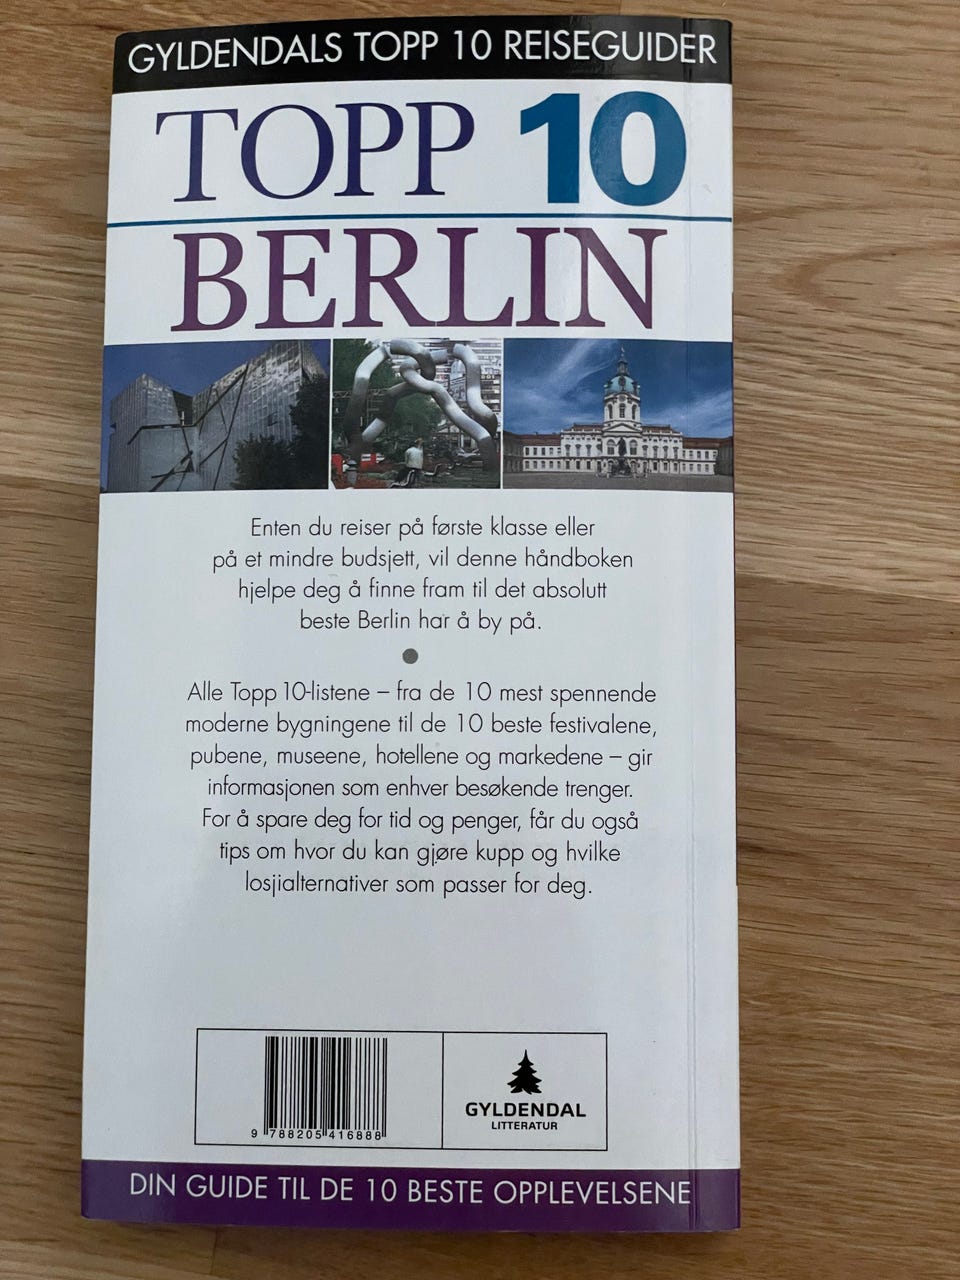 GYLDENDALS TOPP 10 REISEGUIDER
TOPP 10
BERLIN
Enten du reiser på første klasse eller
på et mindre budsjett, vil denne håndboken
hjelpe deg å finne fram til det absolutt
beste Berlin har å by på.
Alle Topp 10-listene – fra de 10 mest spennende
moderne bygningene til de 10 beste festivalene,
pubene, museene, hotellene og markedene – gir
informasjonen som enhver besøkende trenger.
For å spare deg for tid og penger, får du også
tips om hvor du kan gjøre kupp og hvilke
losjialternativer som passer for deg.
9 788205 416888
GYLDENDAL
LITTERATUR
DIN GUIDE TIL DE 10 BESTE OPPLEVELSENE